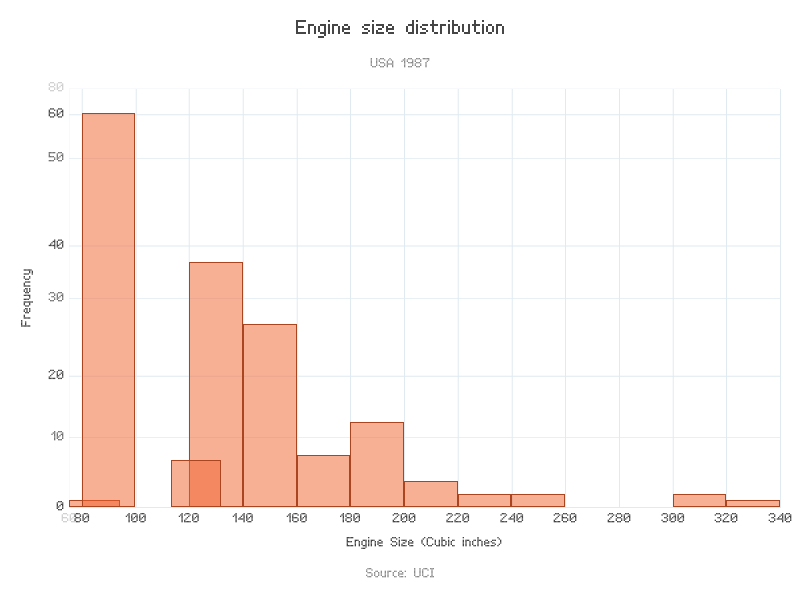 Engine size distribution
USA 1987
80
60
50
40
30
20
10
0
Frequency
60 80 100 120 140 160 180 200 220 240 260 280 300 320 340
Engine Size (Cubic inches)
Source: UCI